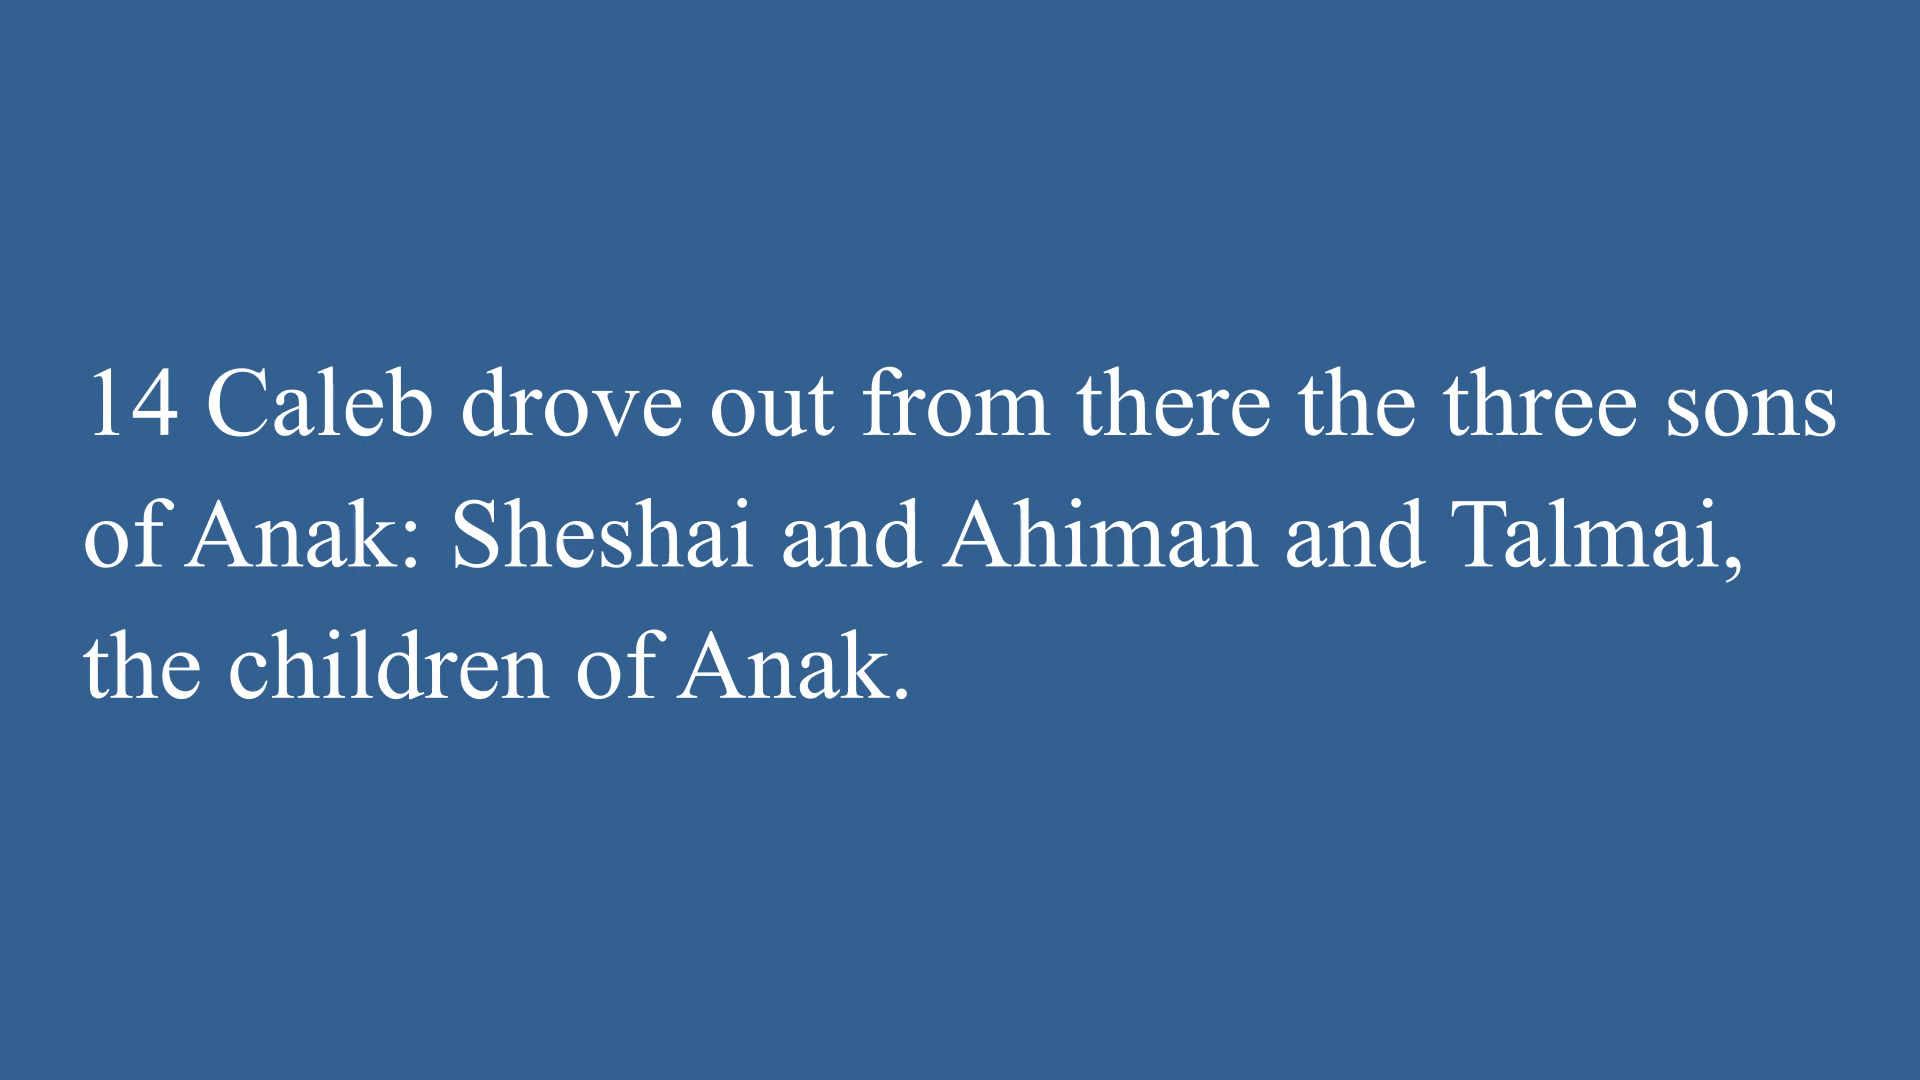 14 Caleb drove out from there the three sons
of Anak: Sheshai and Ahiman and Talmai,
the children of Anak.